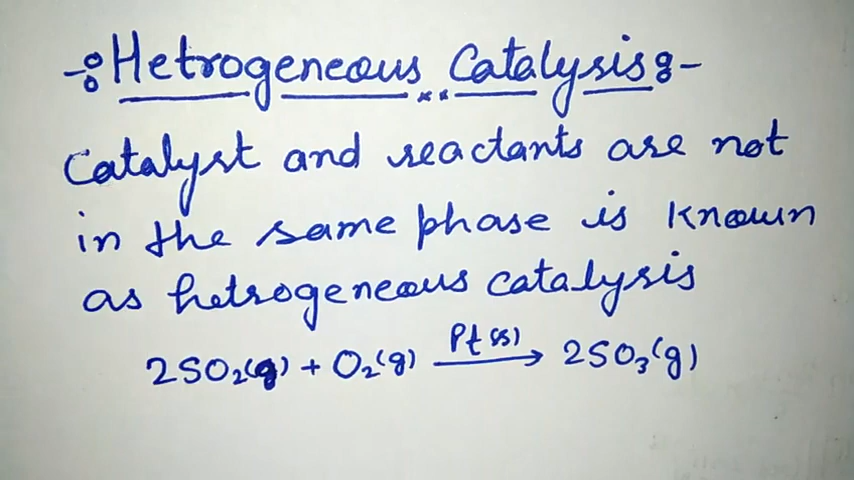 -:Hetrogeneous Catalysis:-
Catalyst and reactants are not
in the same phase is known
as hetrogeneous catalysis
2SO₂(g) + O₂(g) Pt(s)→ 2SO₃(g)